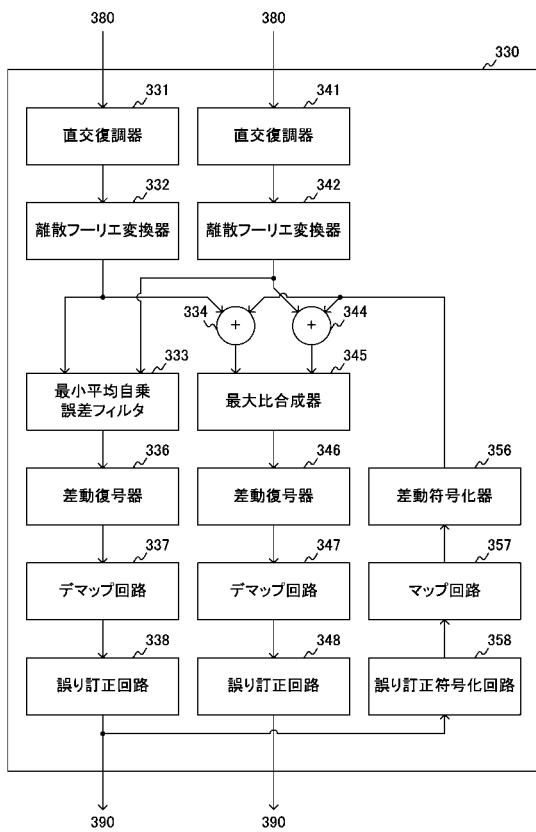 380
380
330
331
341
直交復調器
直交復調器
332
342
離散フーリエ変換器
離散フーリエ変換器
334
+
+
344
333
345
最小平均自乗
誤差フィルタ
最大比合成器
336
346
356
差動復号器
差動復号器
差動符号化器
337
347
357
デマップ回路
デマップ回路
マップ回路
338
348
358
誤り訂正回路
誤り訂正回路
誤り訂正符号化回路
390
390